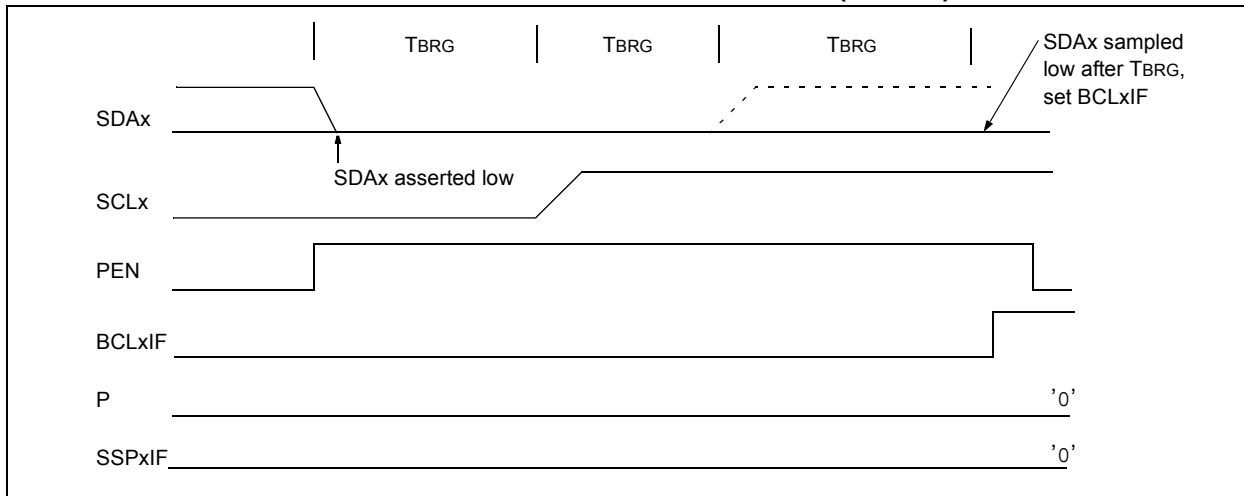 TBRG TBRG TBRG
SDAx sampled
low after TBRG,
set BCLxIF
SDAx
SDAx asserted low
SCLx
PEN
BCLxIF
P '0'
SSPxIF '0'